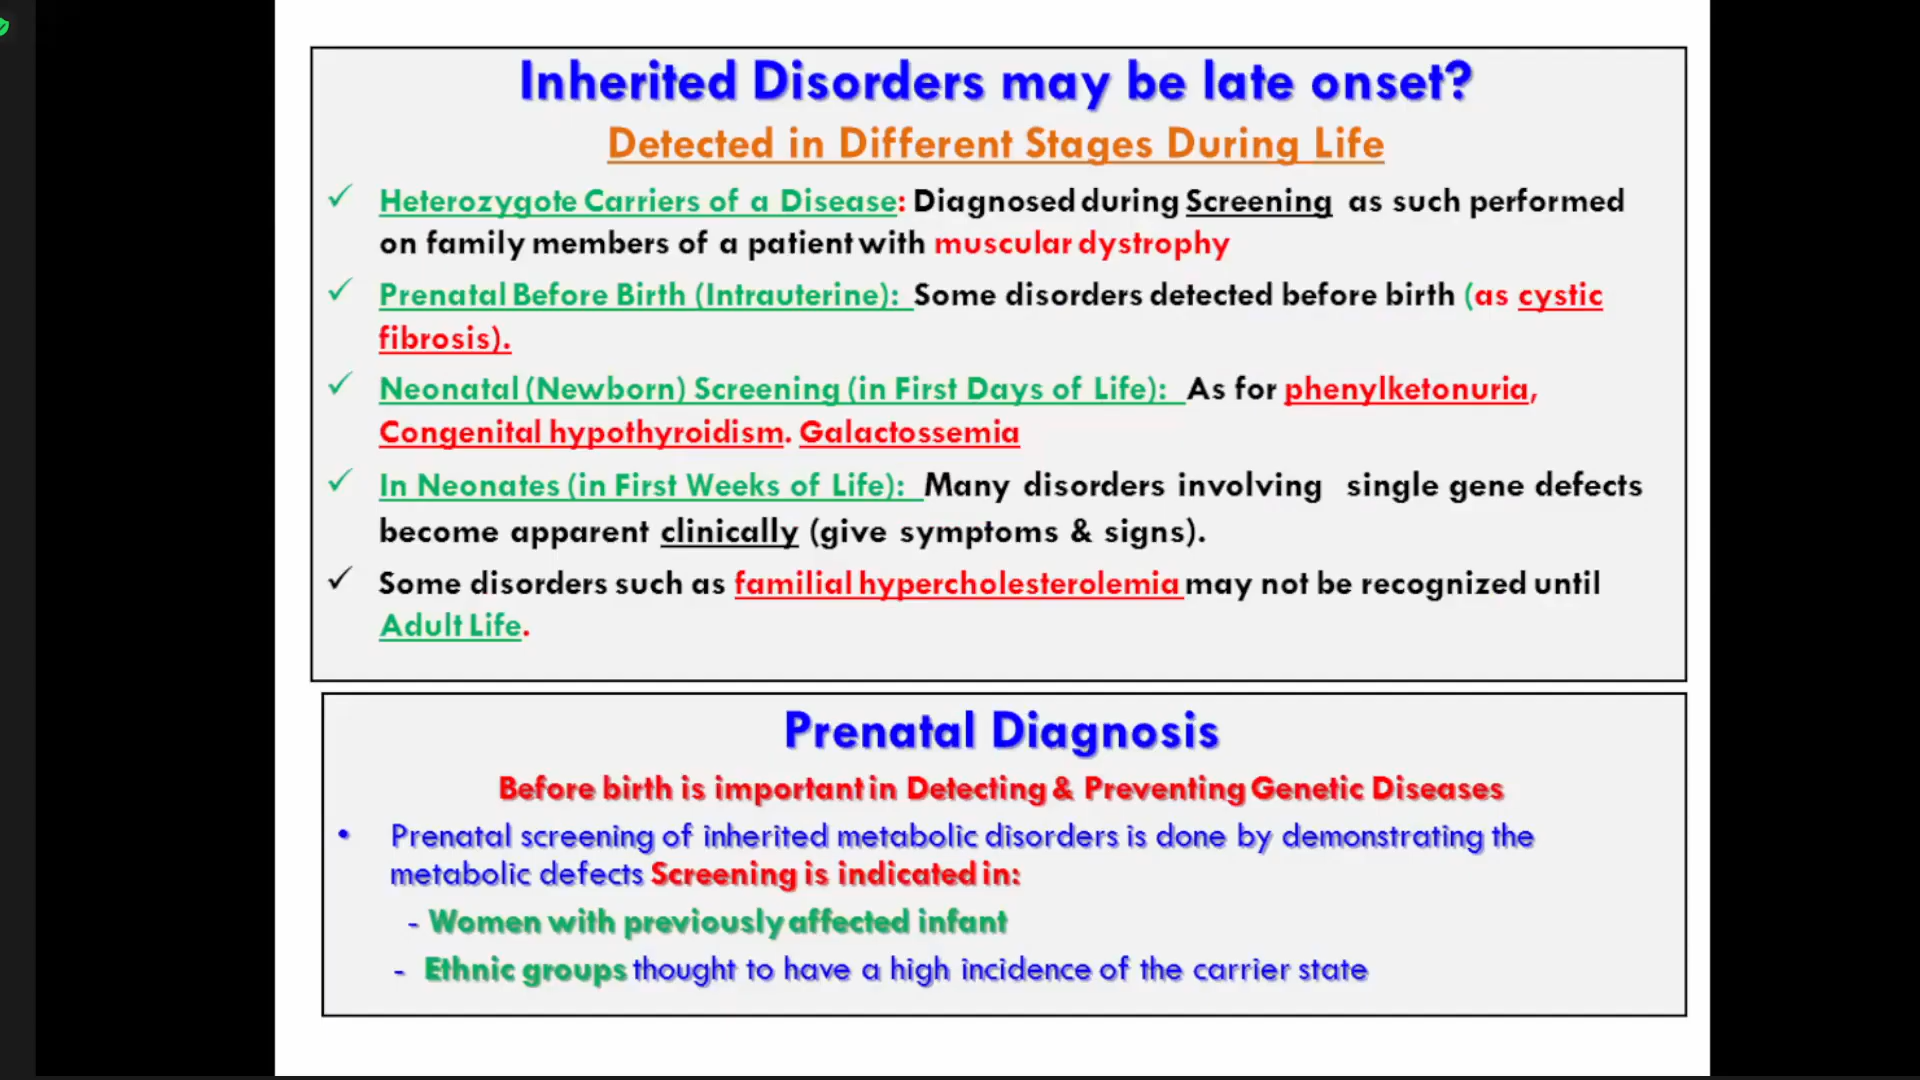 Inherited Disorders may be late onset?
Detected in Different Stages During Life
✓ Heterozygote Carriers of a Disease: Diagnosed during Screening as such performed
on family members of a patient with muscular dystrophy
✓ Prenatal Before Birth (Intrauterine): Some disorders detected before birth (as cystic
fibrosis).
✓ Neonatal (Newborn) Screening (in First Days of Life): As for phenylketonuria,
Congenital hypothyroidism. Galactossemia
✓ In Neonates (in First Weeks of Life): Many disorders involving single gene defects
become apparent clinically (give symptoms & signs).
✓ Some disorders such as familial hypercholesterolemia may not be recognized until
Adult Life.
Prenatal Diagnosis
Before birth is important in Detecting & Preventing Genetic Diseases
• Prenatal screening of inherited metabolic disorders is done by demonstrating the
metabolic defects Screening is indicated in:
- Women with previously affected infant
- Ethnic groups thought to have a high incidence of the carrier state